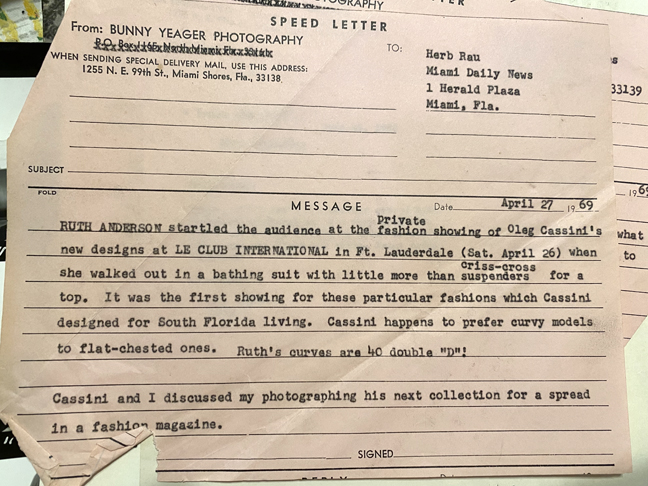 SPEED LETTER
From: BUNNY YEAGER PHOTOGRAPHY
WHEN SENDING SPECIAL DELIVERY MAIL, USE THIS ADDRESS:
1255 N. E. 99th St., Miami Shores, Fla., 33138
TO:
Herb Rau
Miami Daily News
1 Herald Plaza
Miami, Fla.
SUBJECT
FOLD
MESSAGE
Date April 27 1969
Private
RUTH ANDERSON startled the audience at the fashion showing of Oleg Cassini's
new designs at LE CLUB INTERNATIONAL in Ft. Lauderdale (Sat. April 26) when
criss-cross
she walked out in a bathing suit with little more than suspenders for a
top. It was the first showing for these particular fashions which Cassini
designed for South Florida living. Cassini happens to prefer curvy models
to flat-chested ones. Ruth's curves are 40 double "D"!
Cassini and I discussed my photographing his next collection for a spread
in a fashion magazine.
SIGNED
REPLY
33139
1969
what
to